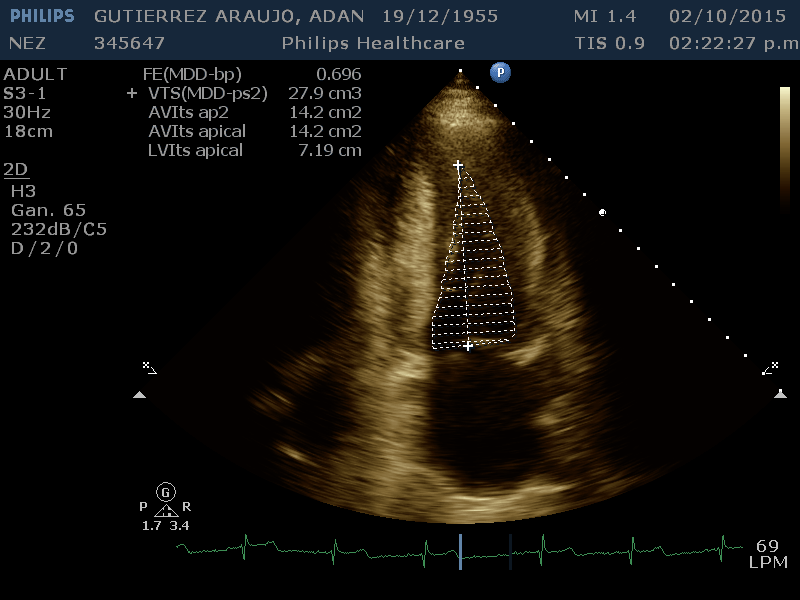 PHILIPS GUTIERREZ ARAUJO, ADAN 19/12/1955 MI 1.4 02/10/2015
NEZ 345647 Philips Healthcare TIS 0.9 02:22:27 p.m
ADULT
S3-1
30Hz
18cm
2D
H3
Gan. 65
232dB/C5
D/2/0
FE(MDD-bp) 0.696
+ VTS(MDD-ps2) 27.9 cm3
AVIts ap2 14.2 cm2
AVIts apical 14.2 cm2
LVIts apical 7.19 cm
P
G
P R
1.7 3.4
69
LPM